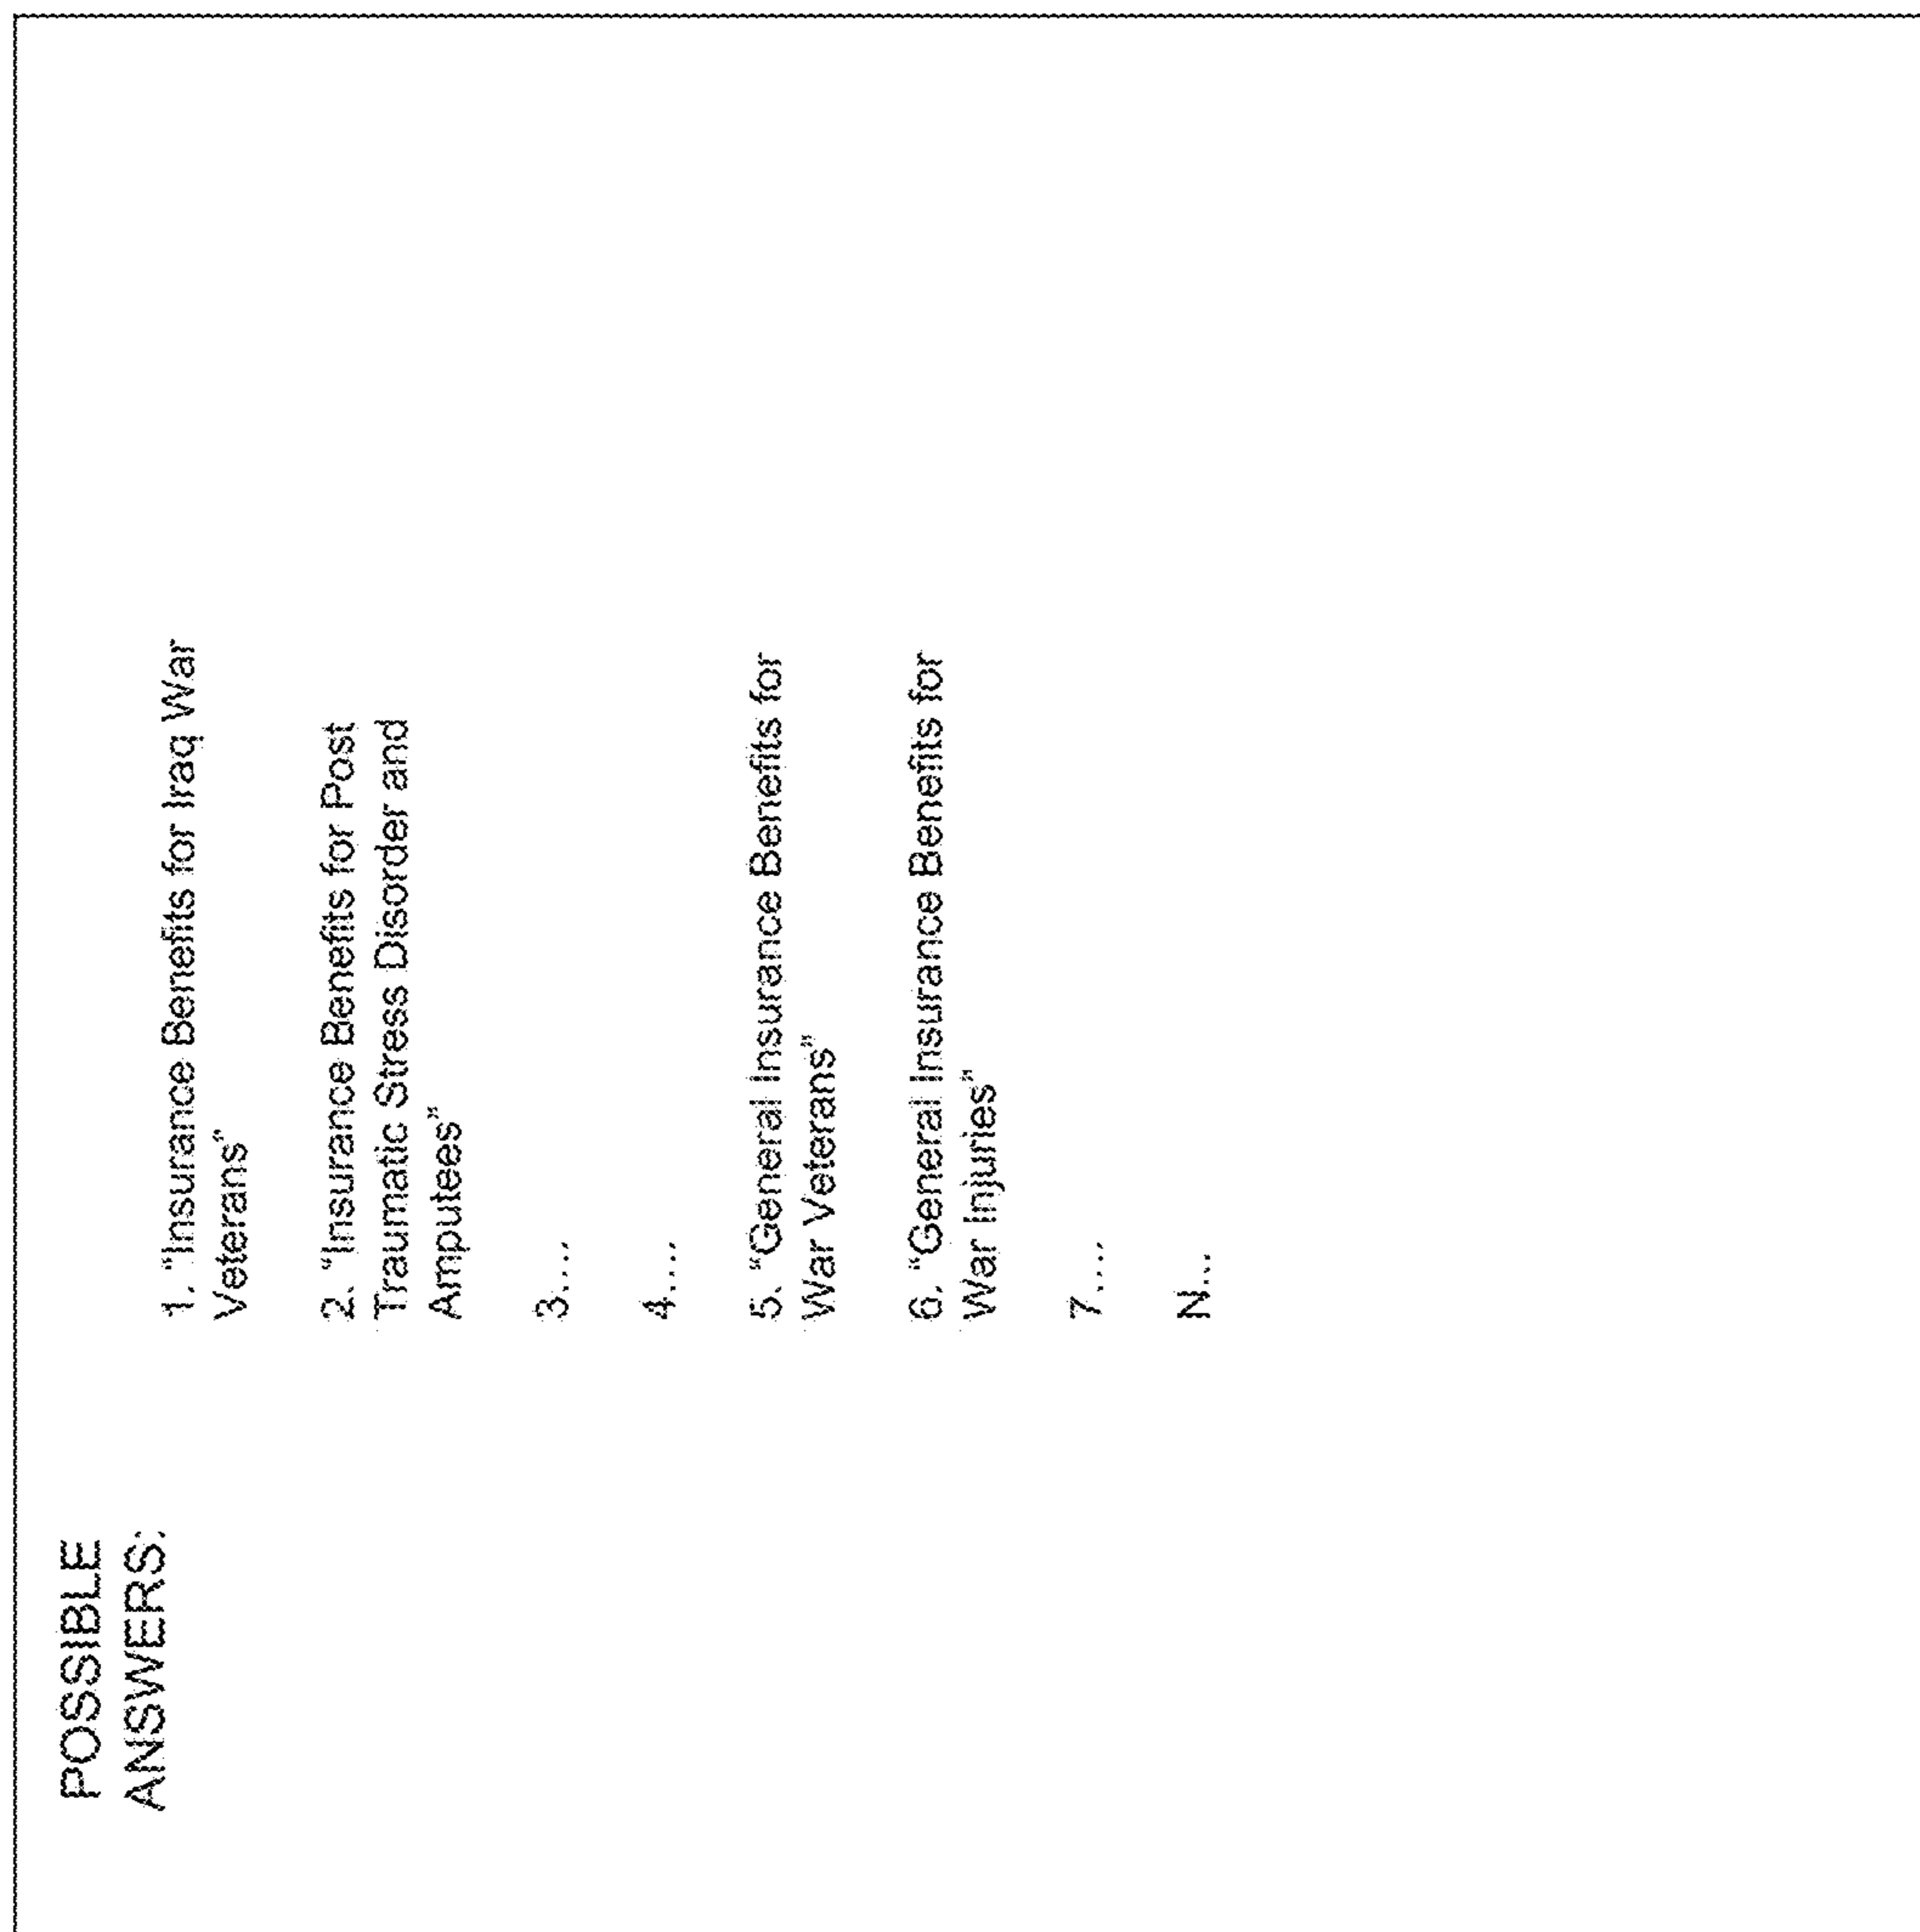 POSSIBLE
ANSWERS:
1. "Insurance Benefits for Iraq War
Veterans"
2. "Insurance Benefits for Post
Traumatic Stress Disorder and
Amputees"
3....
4....
5. "General Insurance Benefits for
War Veterans"
6. "General Insurance Benefits for
War Injuries"
7....
N...